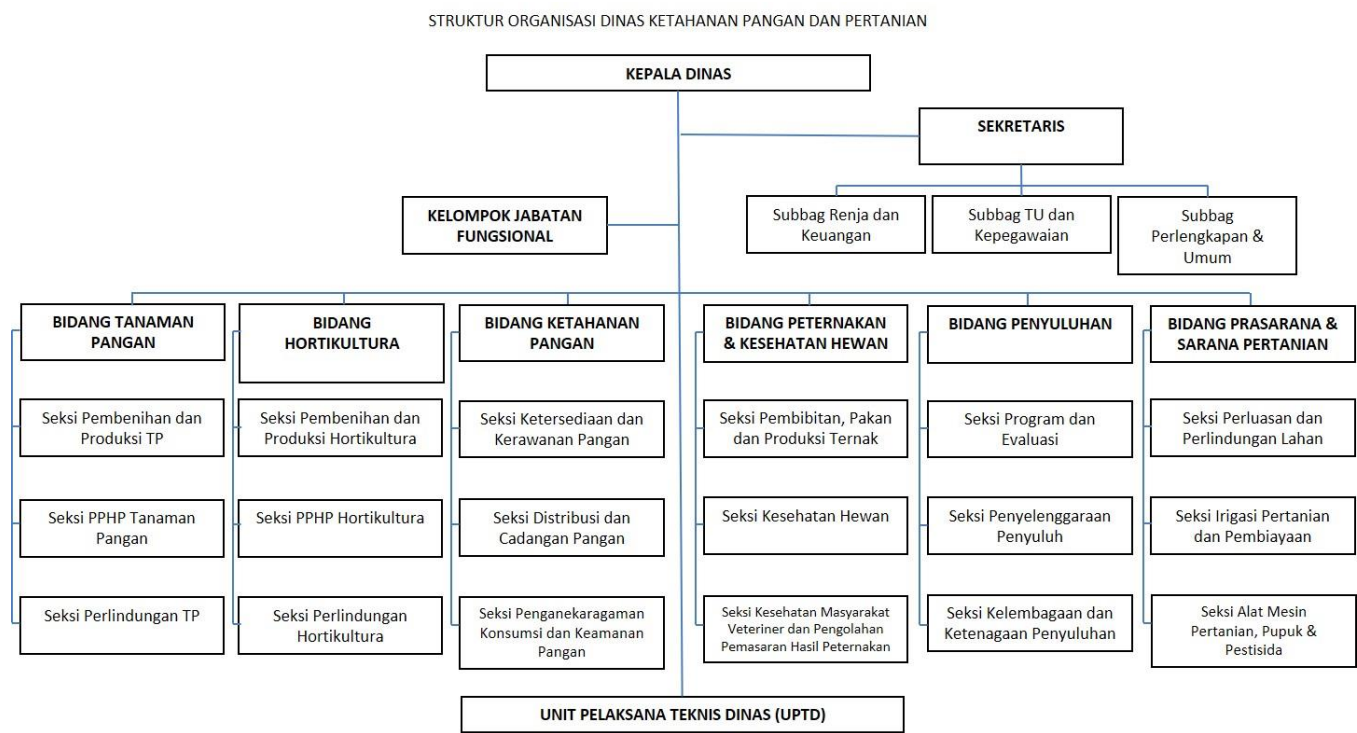 STRUKTUR ORGANISASI DINAS KETAHANAN PANGAN DAN PERTANIAN
KEPALA DINAS
SEKRETARIS
KELOMPOK JABATAN
FUNGSIONAL
Subbag Renja dan
Keuangan
Subbag TU dan
Kepegawaian
Subbag
Perlengkapan &
Umum
BIDANG TANAMAN
PANGAN
BIDANG
HORTIKULTURA
BIDANG KETAHANAN
PANGAN
BIDANG PETERNAKAN
& KESEHATAN HEWAN
BIDANG PENYULUHAN
BIDANG PRASARANA &
SARANA PERTANIAN
Seksi Pembenihan dan
Produksi TP
Seksi Pembenihan dan
Produksi Hortikultura
Seksi Ketersediaan dan
Kerawanan Pangan
Seksi Pembibitan, Pakan
dan Produksi Ternak
Seksi Program dan
Evaluasi
Seksi Perluasan dan
Perlindungan Lahan
Seksi PPHP Tanaman
Pangan
Seksi PPHP Hortikultura
Seksi Distribusi dan
Cadangan Pangan
Seksi Kesehatan Hewan
Seksi Penyelenggaraan
Penyuluh
Seksi Irigasi Pertanian
dan Pembiayaan
Seksi Perlindungan TP
Seksi Perlindungan
Hortikultura
Seksi Penganekaragaman
Konsumsi dan Keamanan
Pangan
Seksi Kesehatan Masyarakat
Veteriner dan Pengolahan
Pemasaran Hasil Peternakan
Seksi Kelembagaan dan
Ketenagaan Penyuluhan
Seksi Alat Mesin
Pertanian, Pupuk &
Pestisida
UNIT PELAKSANA TEKNIS DINAS (UPTD)